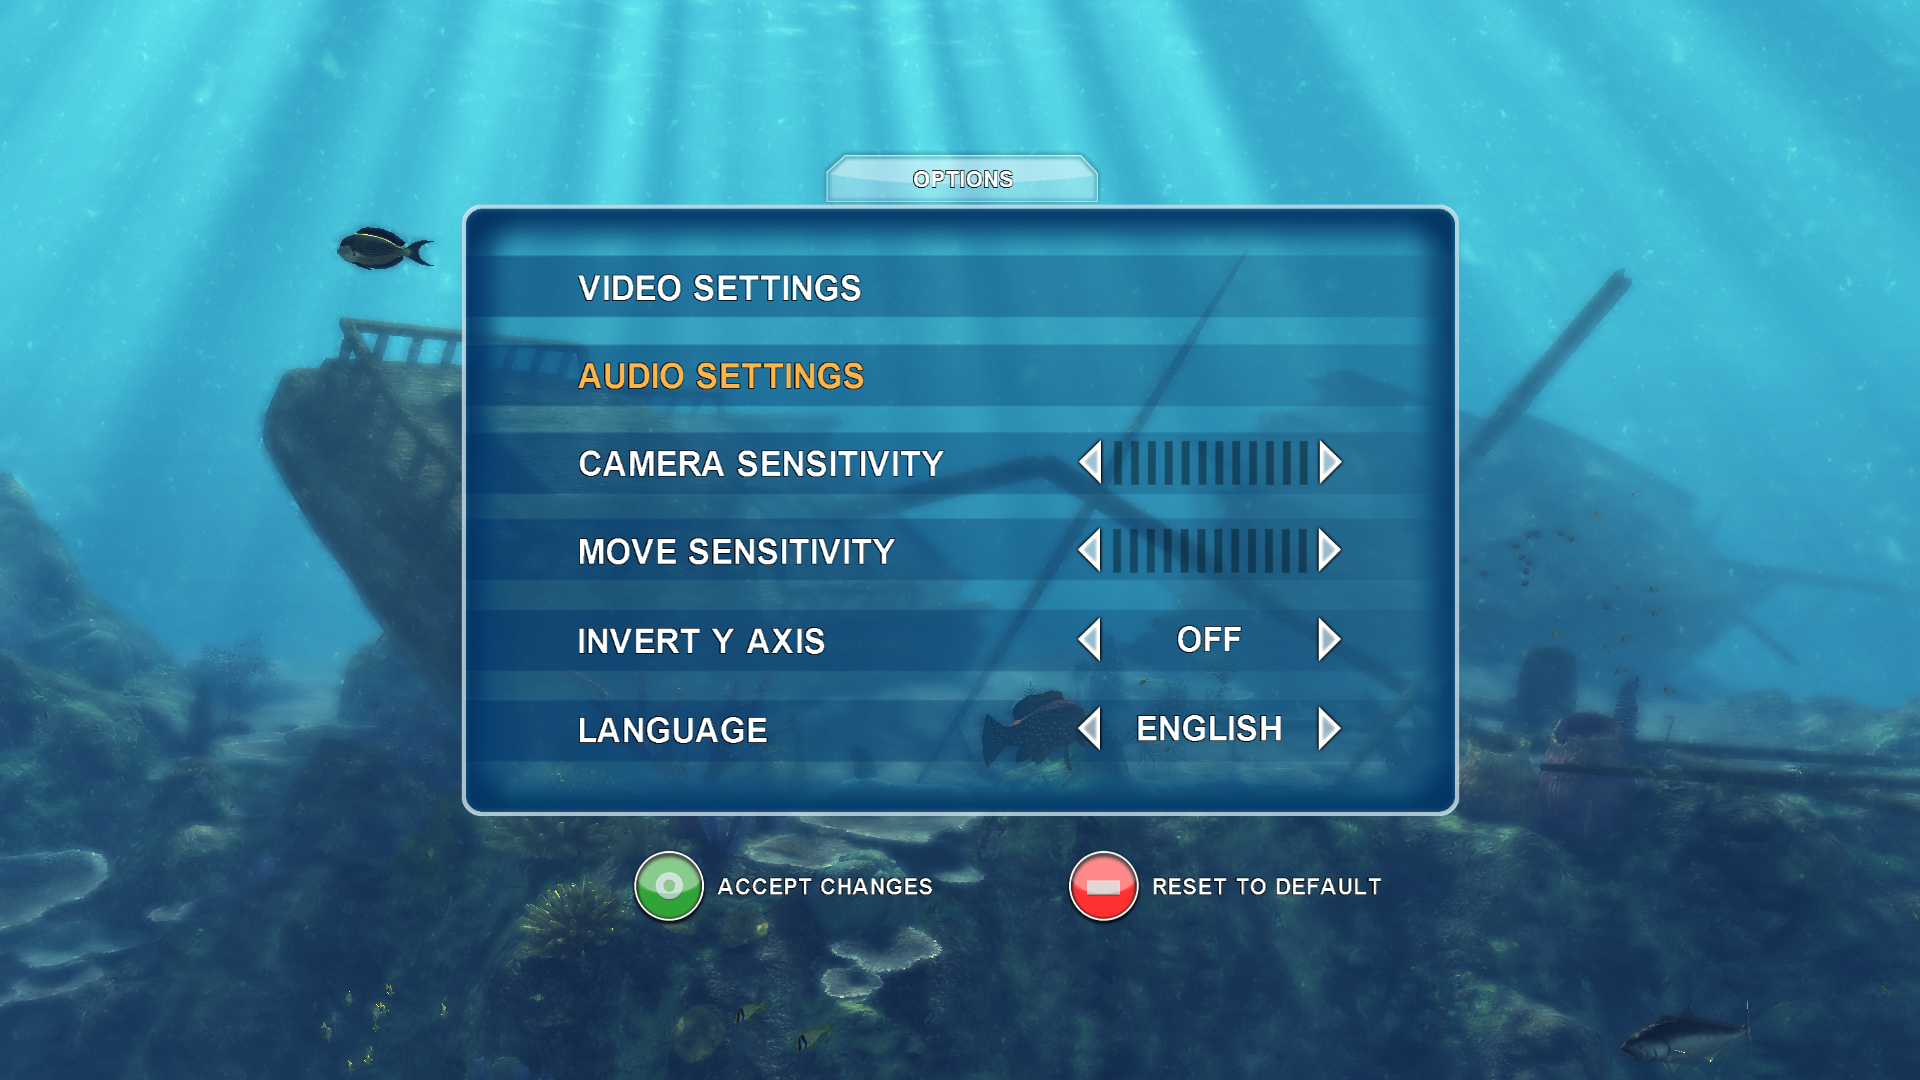 OPTIONS
VIDEO SETTINGS
AUDIO SETTINGS
CAMERA SENSITIVITY
MOVE SENSITIVITY
INVERT Y AXIS OFF
LANGUAGE ENGLISH
ACCEPT CHANGES RESET TO DEFAULT